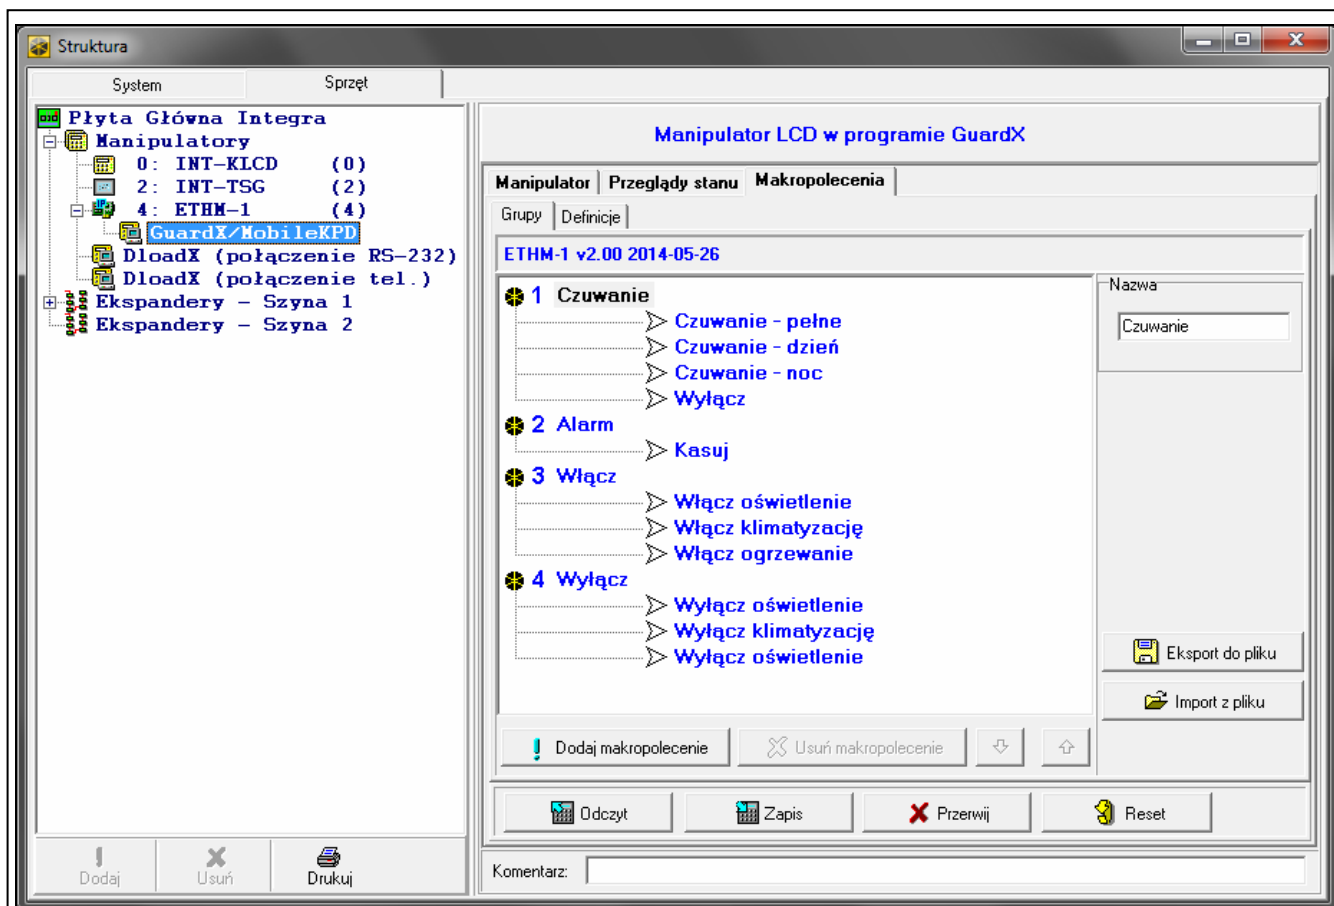 Struktura
System Sprzęt
Płyta Główna Integra
Manipulatory
0: INT-KLCD (0)
2: INT-TSG (2)
4: ETHM-1 (4)
GuardX/MobileKPD
DloadX (połączenie RS-232)
DloadX (połączenie tel.)
Ekspandery - Szyna 1
Ekspandery - Szyna 2
Dodaj Usuń Drukuj
Manipulator LCD w programie GuardX
Manipulator Przeglądy stanu Makropolecenia
Grupy Definicje
ETHM-1 v2.00 2014-05-26
1 Czuwanie
Czuwanie - pełne
Czuwanie - dzień
Czuwanie - noc
Wyłącz
2 Alarm
Kasuj
3 Włącz
Włącz oświetlenie
Włącz klimatyzację
Włącz ogrzewanie
4 Wyłącz
Wyłącz oświetlenie
Wyłącz klimatyzację
Wyłącz oświetlenie
Nazwa
Czuwanie
Eksport do pliku
Import z pliku
Dodaj makropolecenie Usuń makropolecenie
Odczyt Zapis Przerwij Reset
Komentarz: